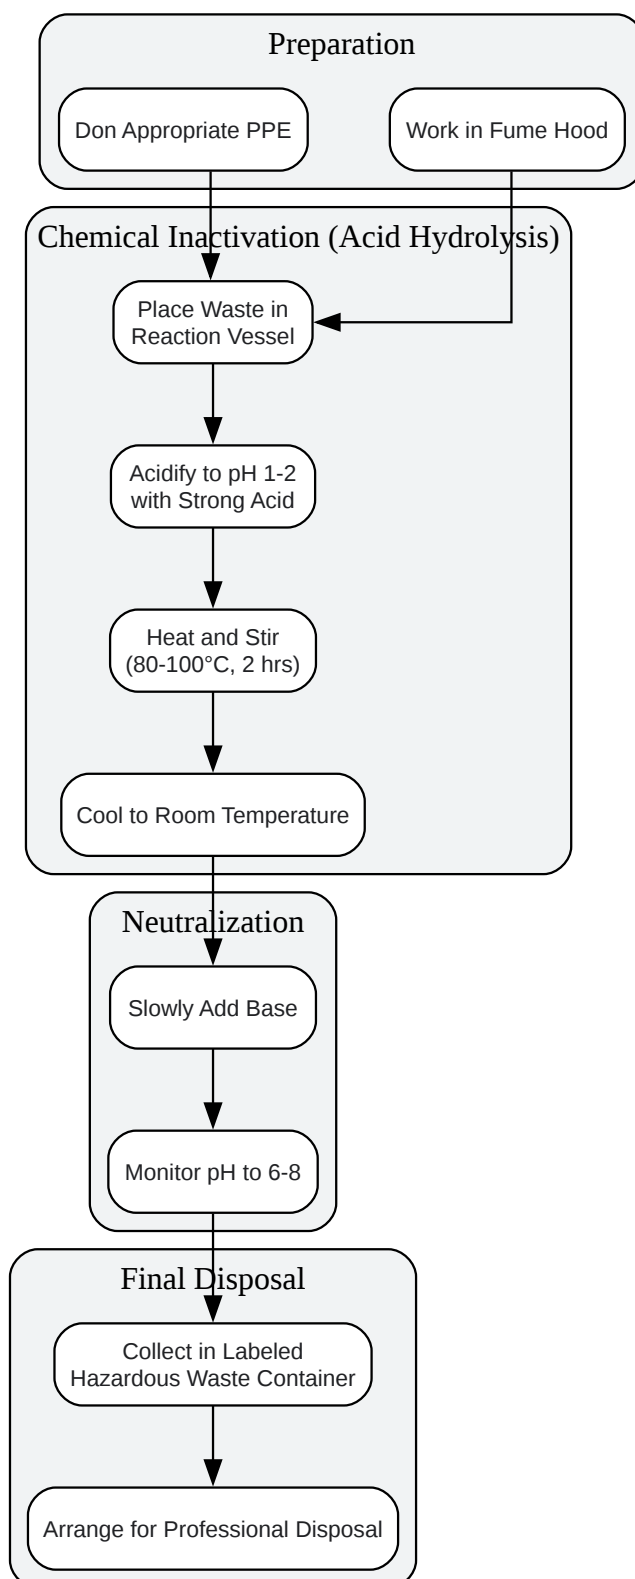 Preparation
Don Appropriate PPE
Work in Fume Hood
Chemical Inactivation (Acid Hydrolysis)
Place Waste in
Reaction Vessel
Acidify to pH 1-2
with Strong Acid
Heat and Stir
(80-100°C, 2 hrs)
Cool to Room Temperature
Neutralization
Slowly Add Base
Monitor pH to 6-8
Final Disposal
Collect in Labeled
Hazardous Waste Container
Arrange for Professional Disposal